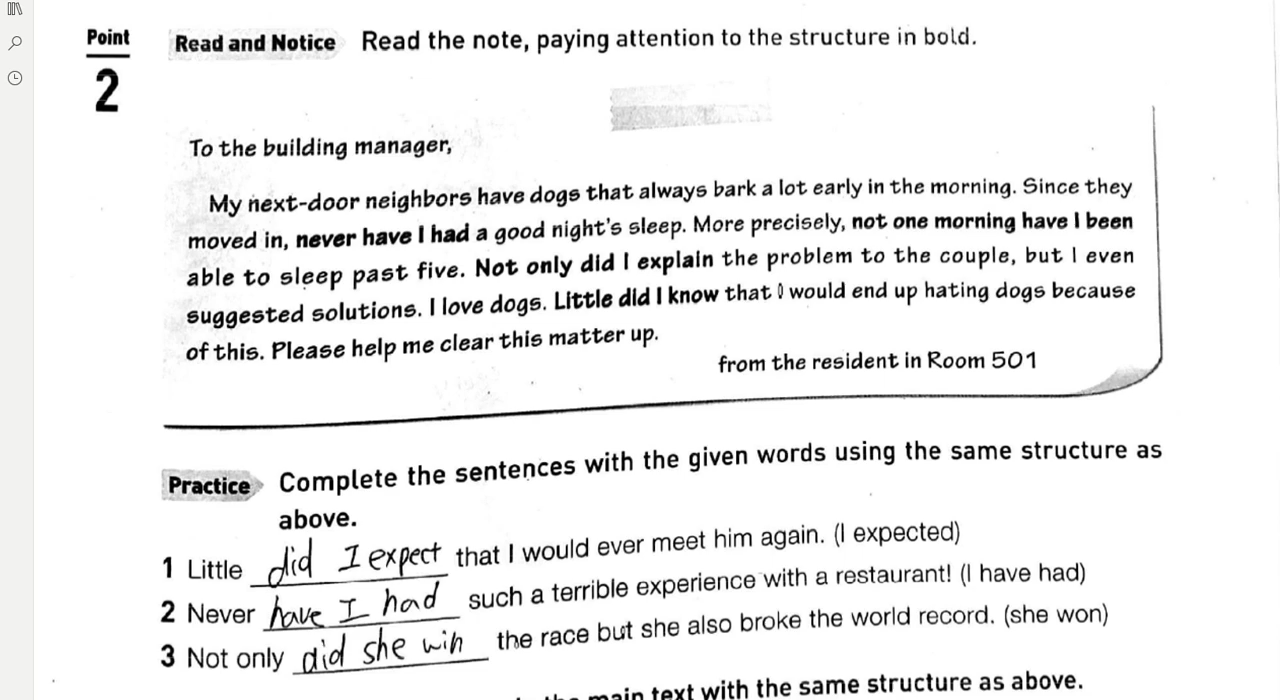 Point
2
Read and Notice Read the note, paying attention to the structure in bold.
To the building manager,
My next-door neighbors have dogs that always bark a lot early in the morning. Since they
moved in, never have I had a good night's sleep. More precisely, not one morning have I been
able to sleep past five. Not only did I explain the problem to the couple, but I even
suggested solutions. I love dogs. Little did I know that I would end up hating dogs because
of this. Please help me clear this matter up.
from the resident in Room 501
Practice Complete the sentences with the given words using the same structure as
above.
1 Little did I expect that I would ever meet him again. (I expected)
2 Never have I had such a terrible experience with a restaurant! (I have had)
3 Not only did she win the race but she also broke the world record. (she won)
main text with the same structure as above.